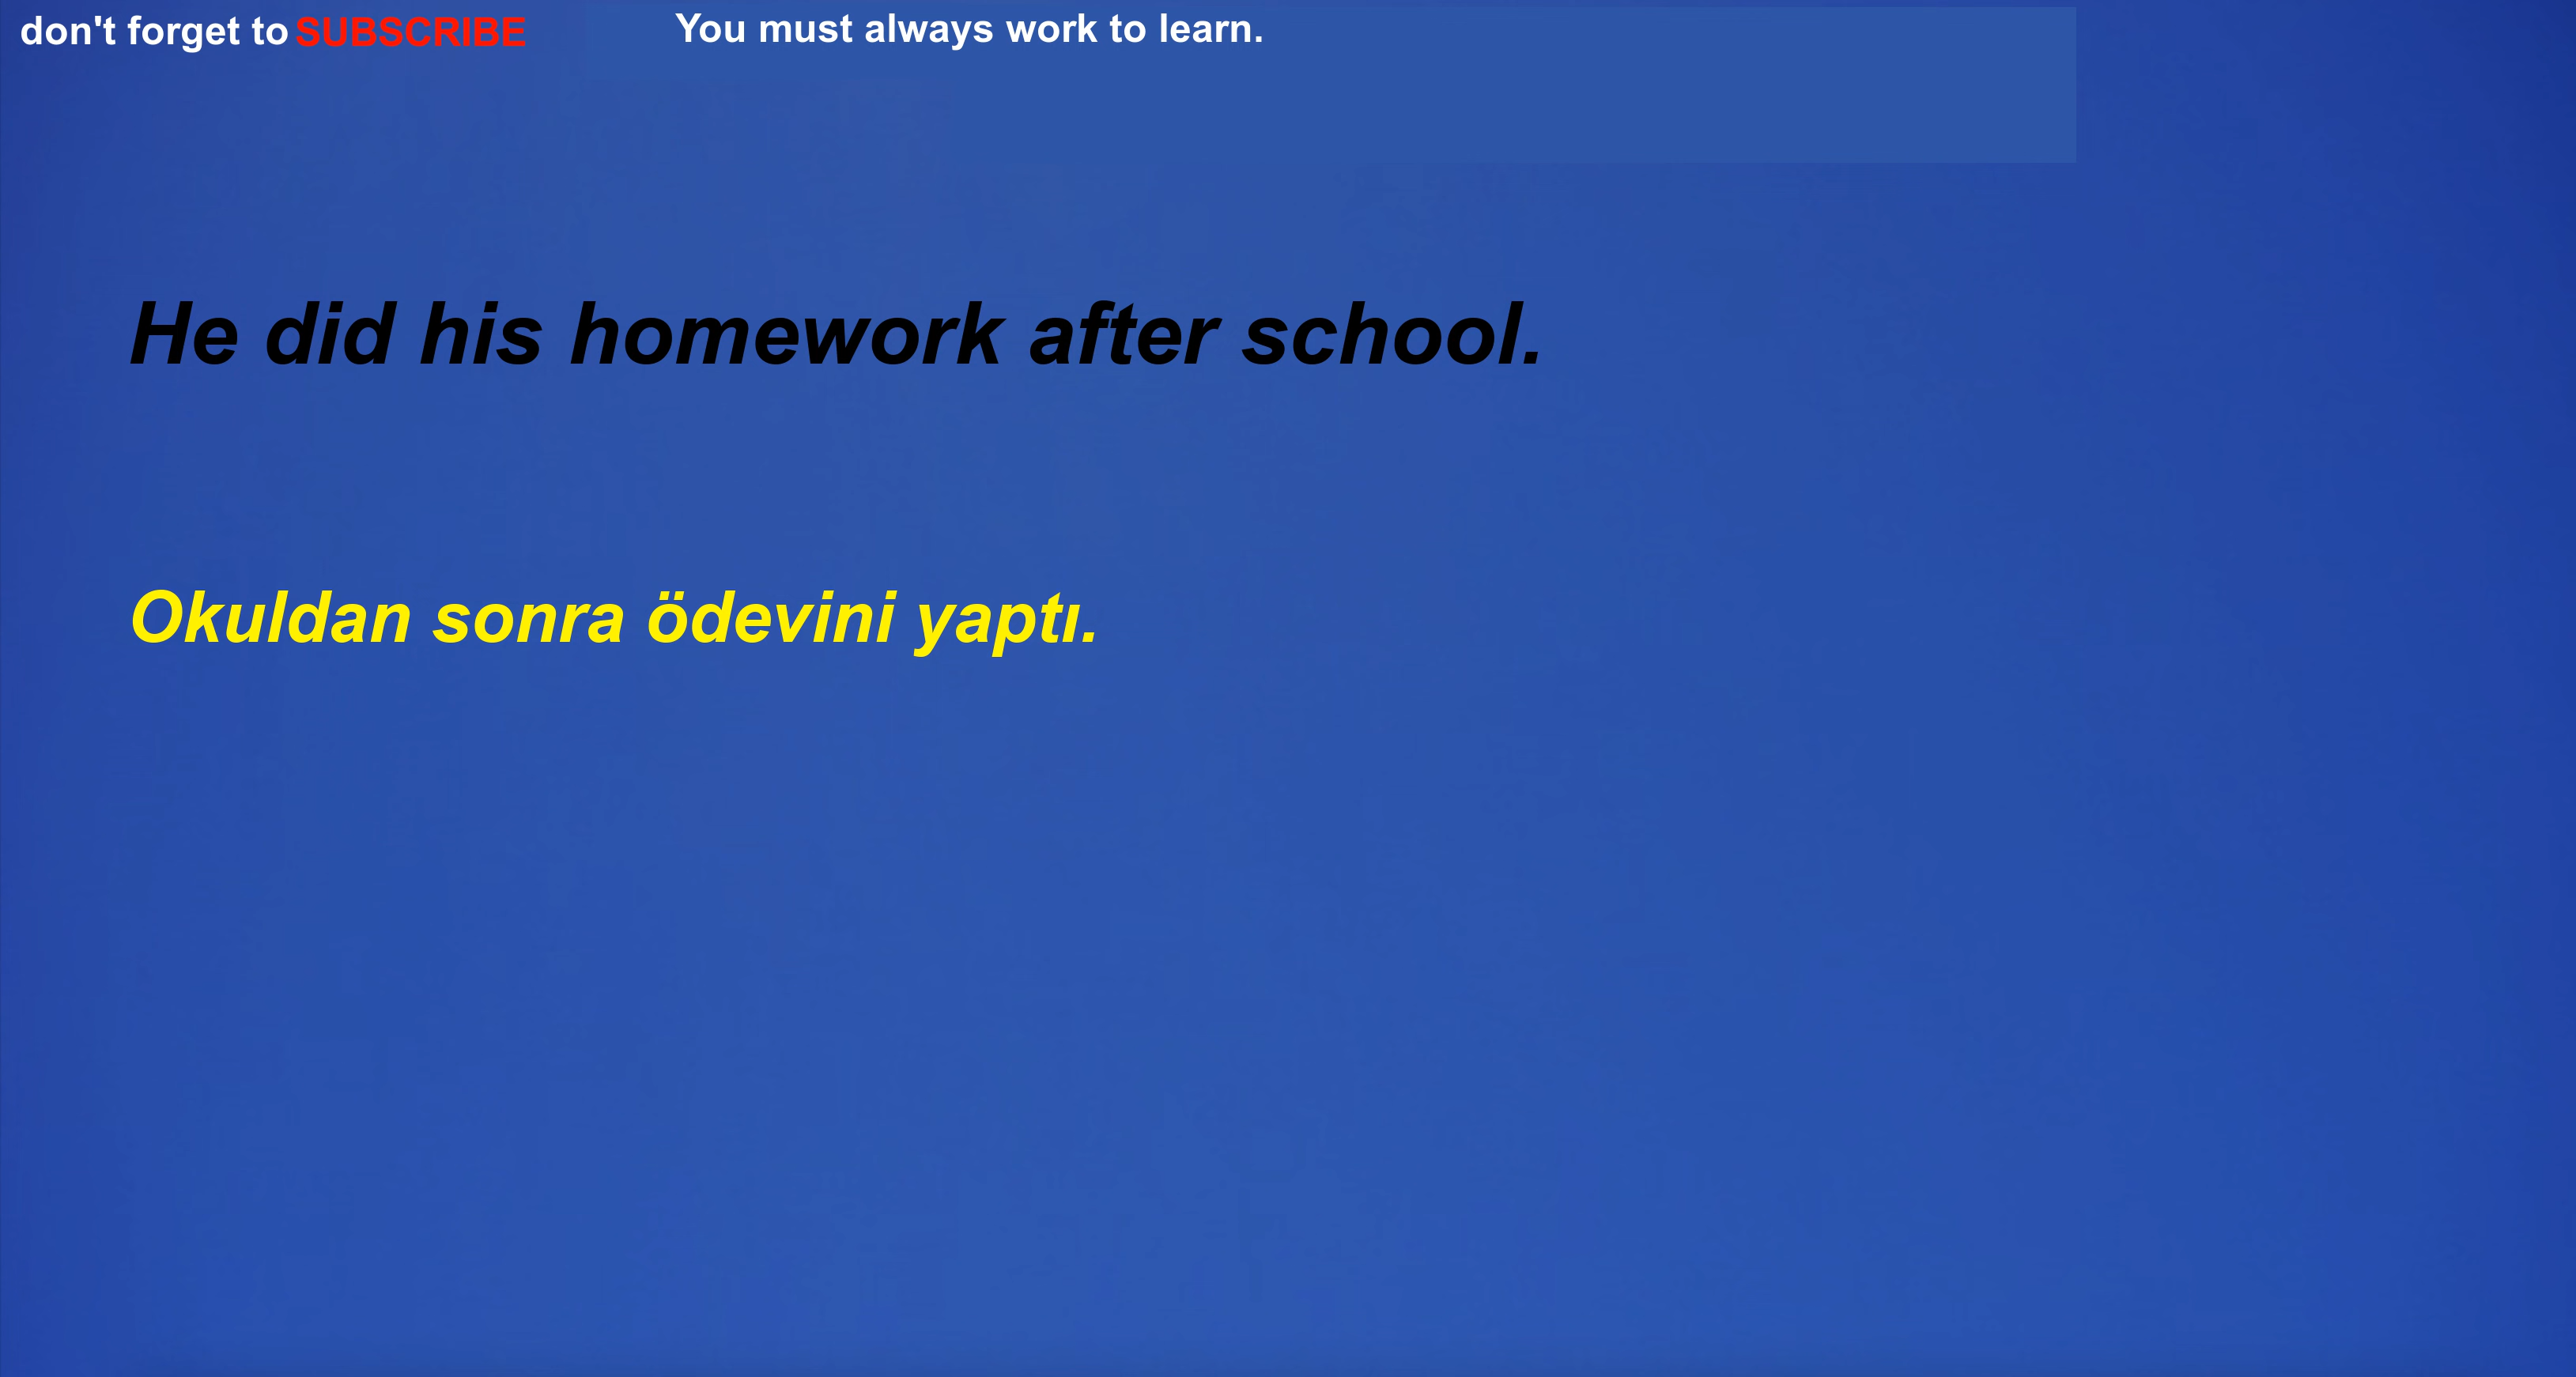 don't forget to SUBSCRIBE
You must always work to learn.
He did his homework after school.
Okuldan sonra ödevini yaptı.